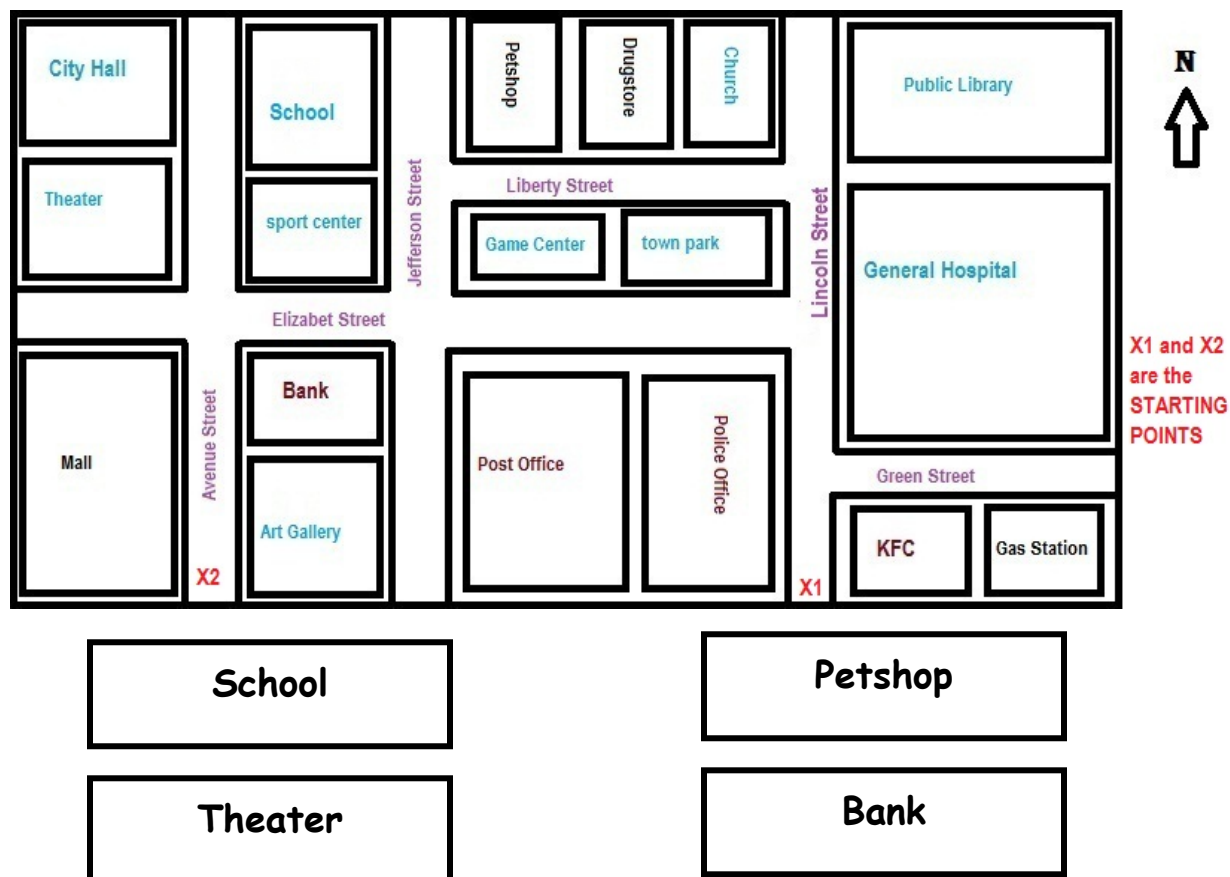 City Hall
School
Petshop
Drugstore
Church
Public Library
N
Theater
sport center
Jefferson Street
Liberty Street
Game Center
town park
Lincoln Street
General Hospital
Elizabet Street
X1 and X2
are the
STARTING
POINTS
Bank
Avenue Street
Mall
Post Office
Police Office
Green Street
Art Gallery
KFC
Gas Station
X2
X1
School
Petshop
Theater
Bank